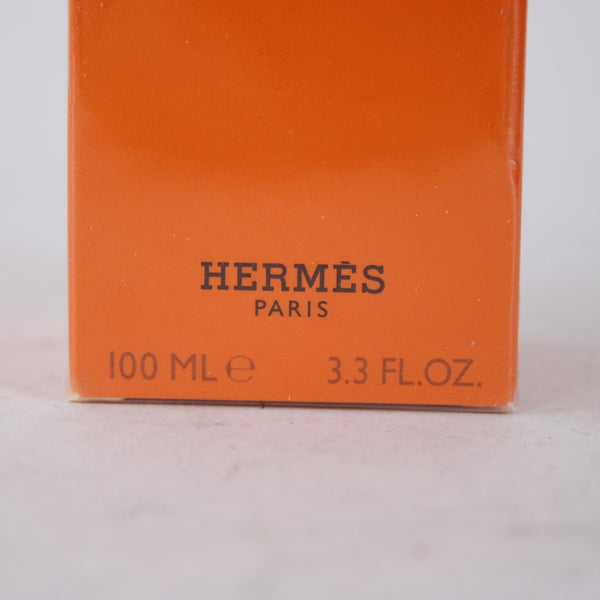 HERMÈS
PARIS
100 ML ℮ 3.3 FL.OZ.